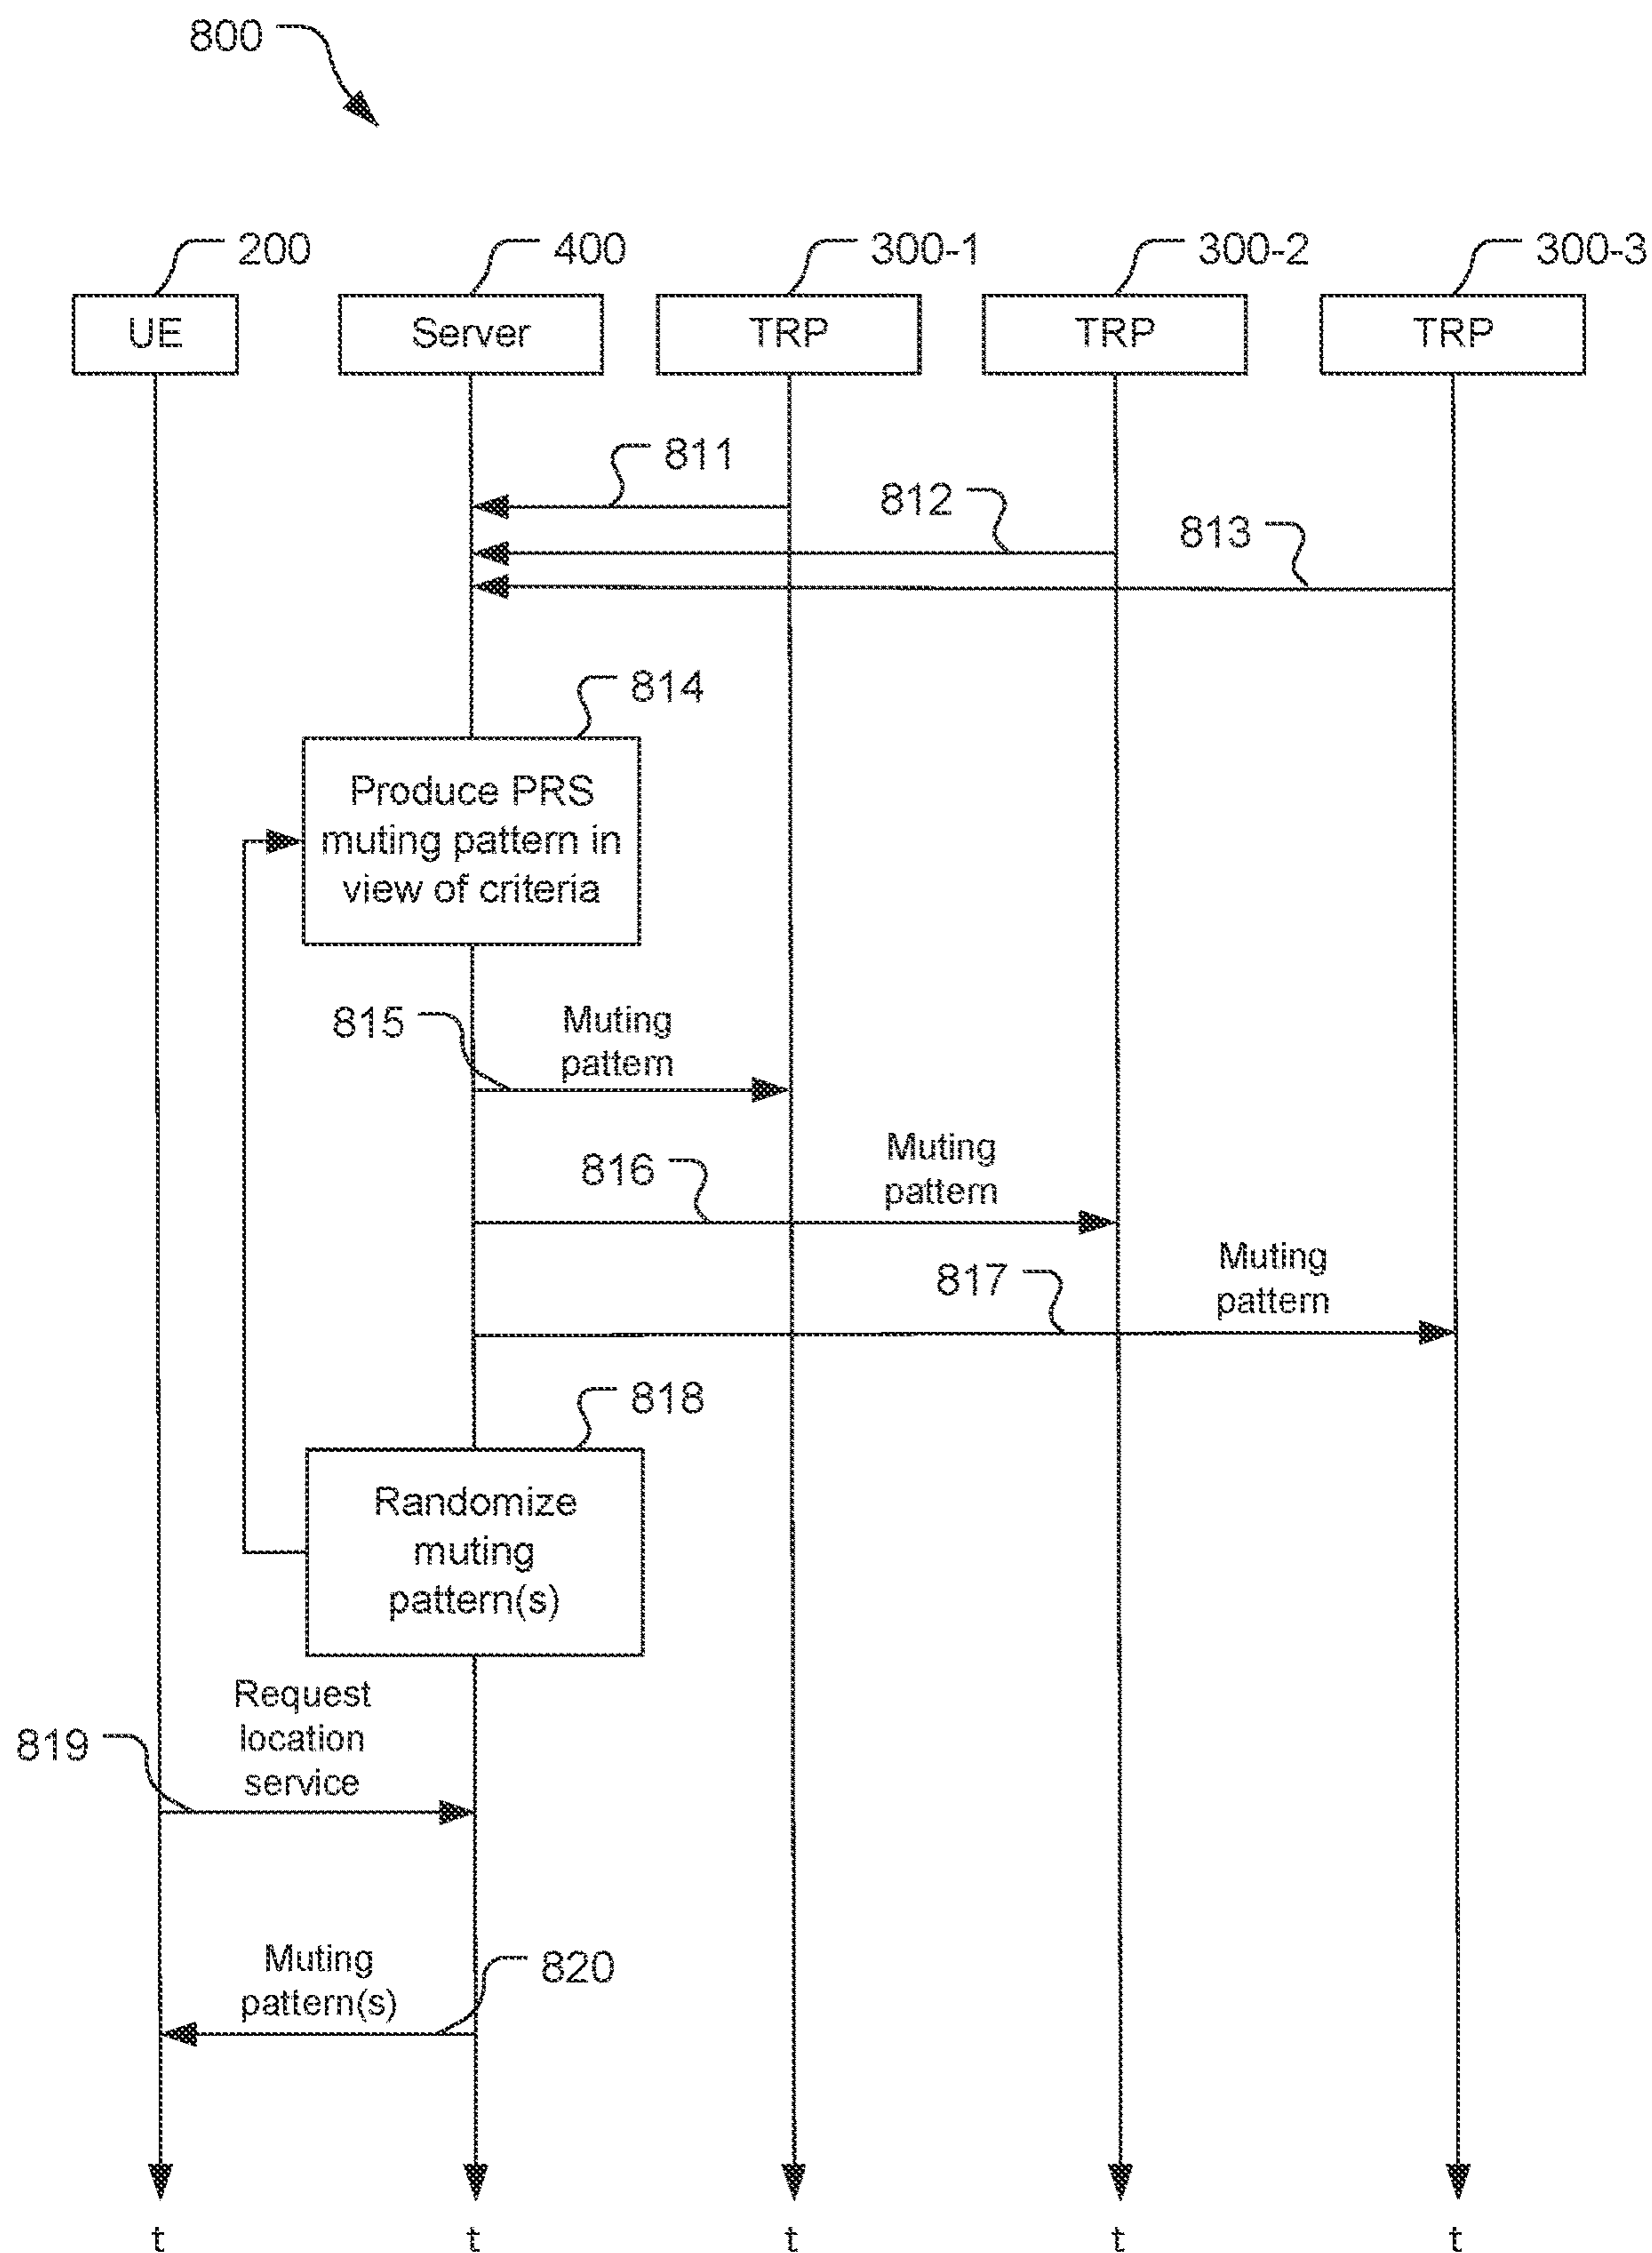 800
200
400
300-1
300-2
300-3
UE
Server
TRP
TRP
TRP
811
812
813
814
Produce PRS
muting pattern in
view of criteria
815
Muting
pattern
816
Muting
pattern
817
Muting
pattern
818
Randomize
muting
pattern(s)
819
Request
location
service
Muting
pattern(s)
820
t
t
t
t
t